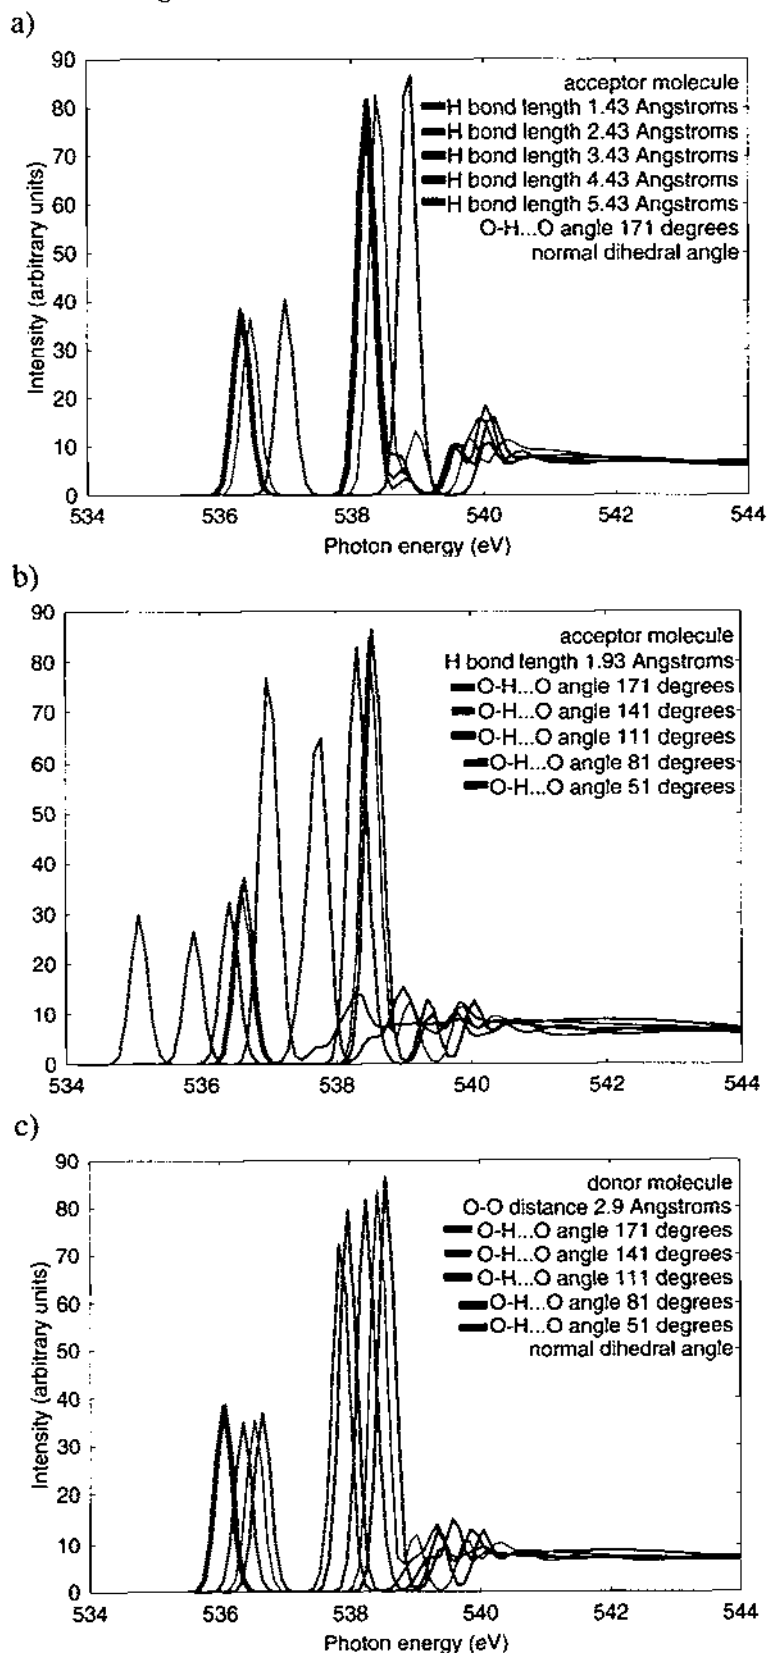 a)
90
80
70
60
50
40
30
20
10
0
Intensity (arbitrary units)
acceptor molecule
H bond length 1.43 Angstroms
H bond length 2.43 Angstroms
H bond length 3.43 Angstroms
H bond length 4.43 Angstroms
H bond length 5.43 Angstroms
O-H...O angle 171 degrees
normal dihedral angle
534 536 538 540 542 544
Photon energy (eV)
b)
90
80
70
60
50
40
30
20
10
0
acceptor molecule
H bond length 1.93 Angstroms
O-H...O angle 171 degrees
O-H...O angle 141 degrees
O-H...O angle 111 degrees
O-H...O angle 81 degrees
O-H...O angle 51 degrees
534 536 538 540 542 544
c)
90
80
70
60
50
40
30
20
10
0
Intensity (arbitrary units)
donor molecule
O-O distance 2.9 Angstroms
O-H...O angle 171 degrees
O-H...O angle 141 degrees
O-H...O angle 111 degrees
O-H...O angle 81 degrees
O-H...O angle 51 degrees
normal dihedral angle
534 536 538 540 542 544
Photon energy (eV)